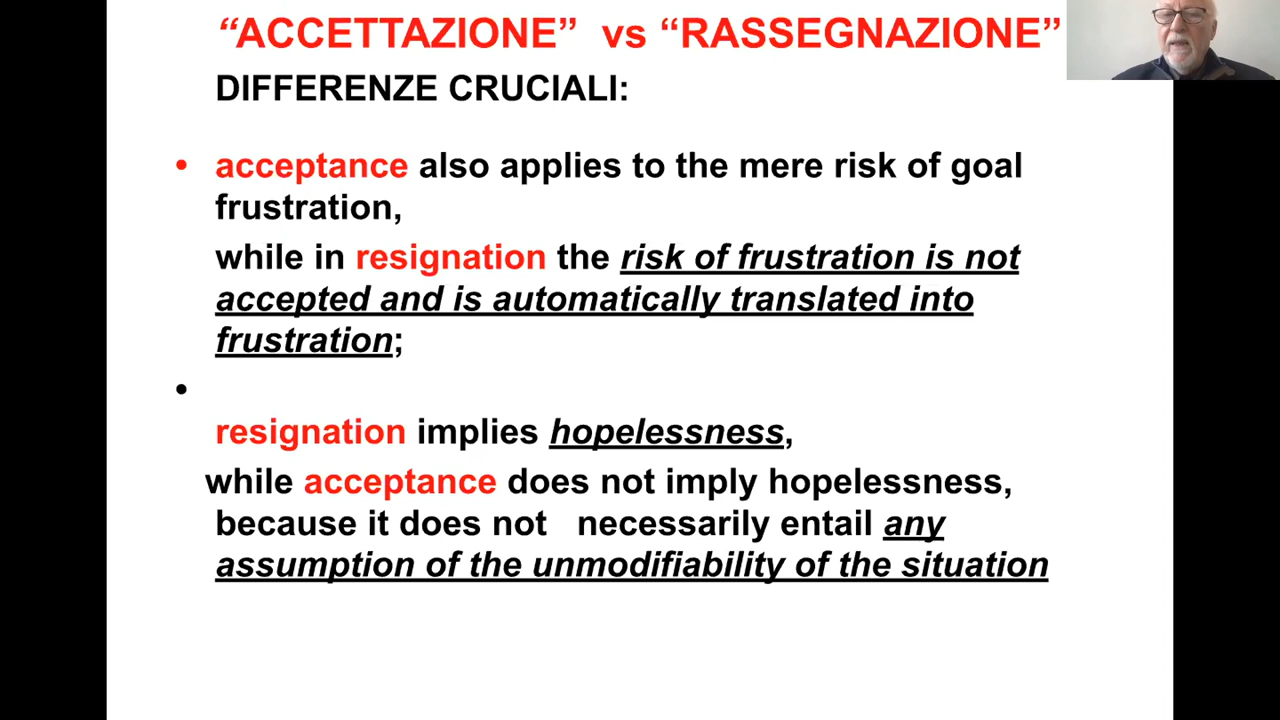 “ACCETTAZIONE” vs “RASSEGNAZIONE”
DIFFERENZE CRUCIALI:
• acceptance also applies to the mere risk of goal
frustration,
while in resignation the risk of frustration is not
accepted and is automatically translated into
frustration;
•
resignation implies hopelessness,
while acceptance does not imply hopelessness,
because it does not necessarily entail any
assumption of the unmodifiability of the situation